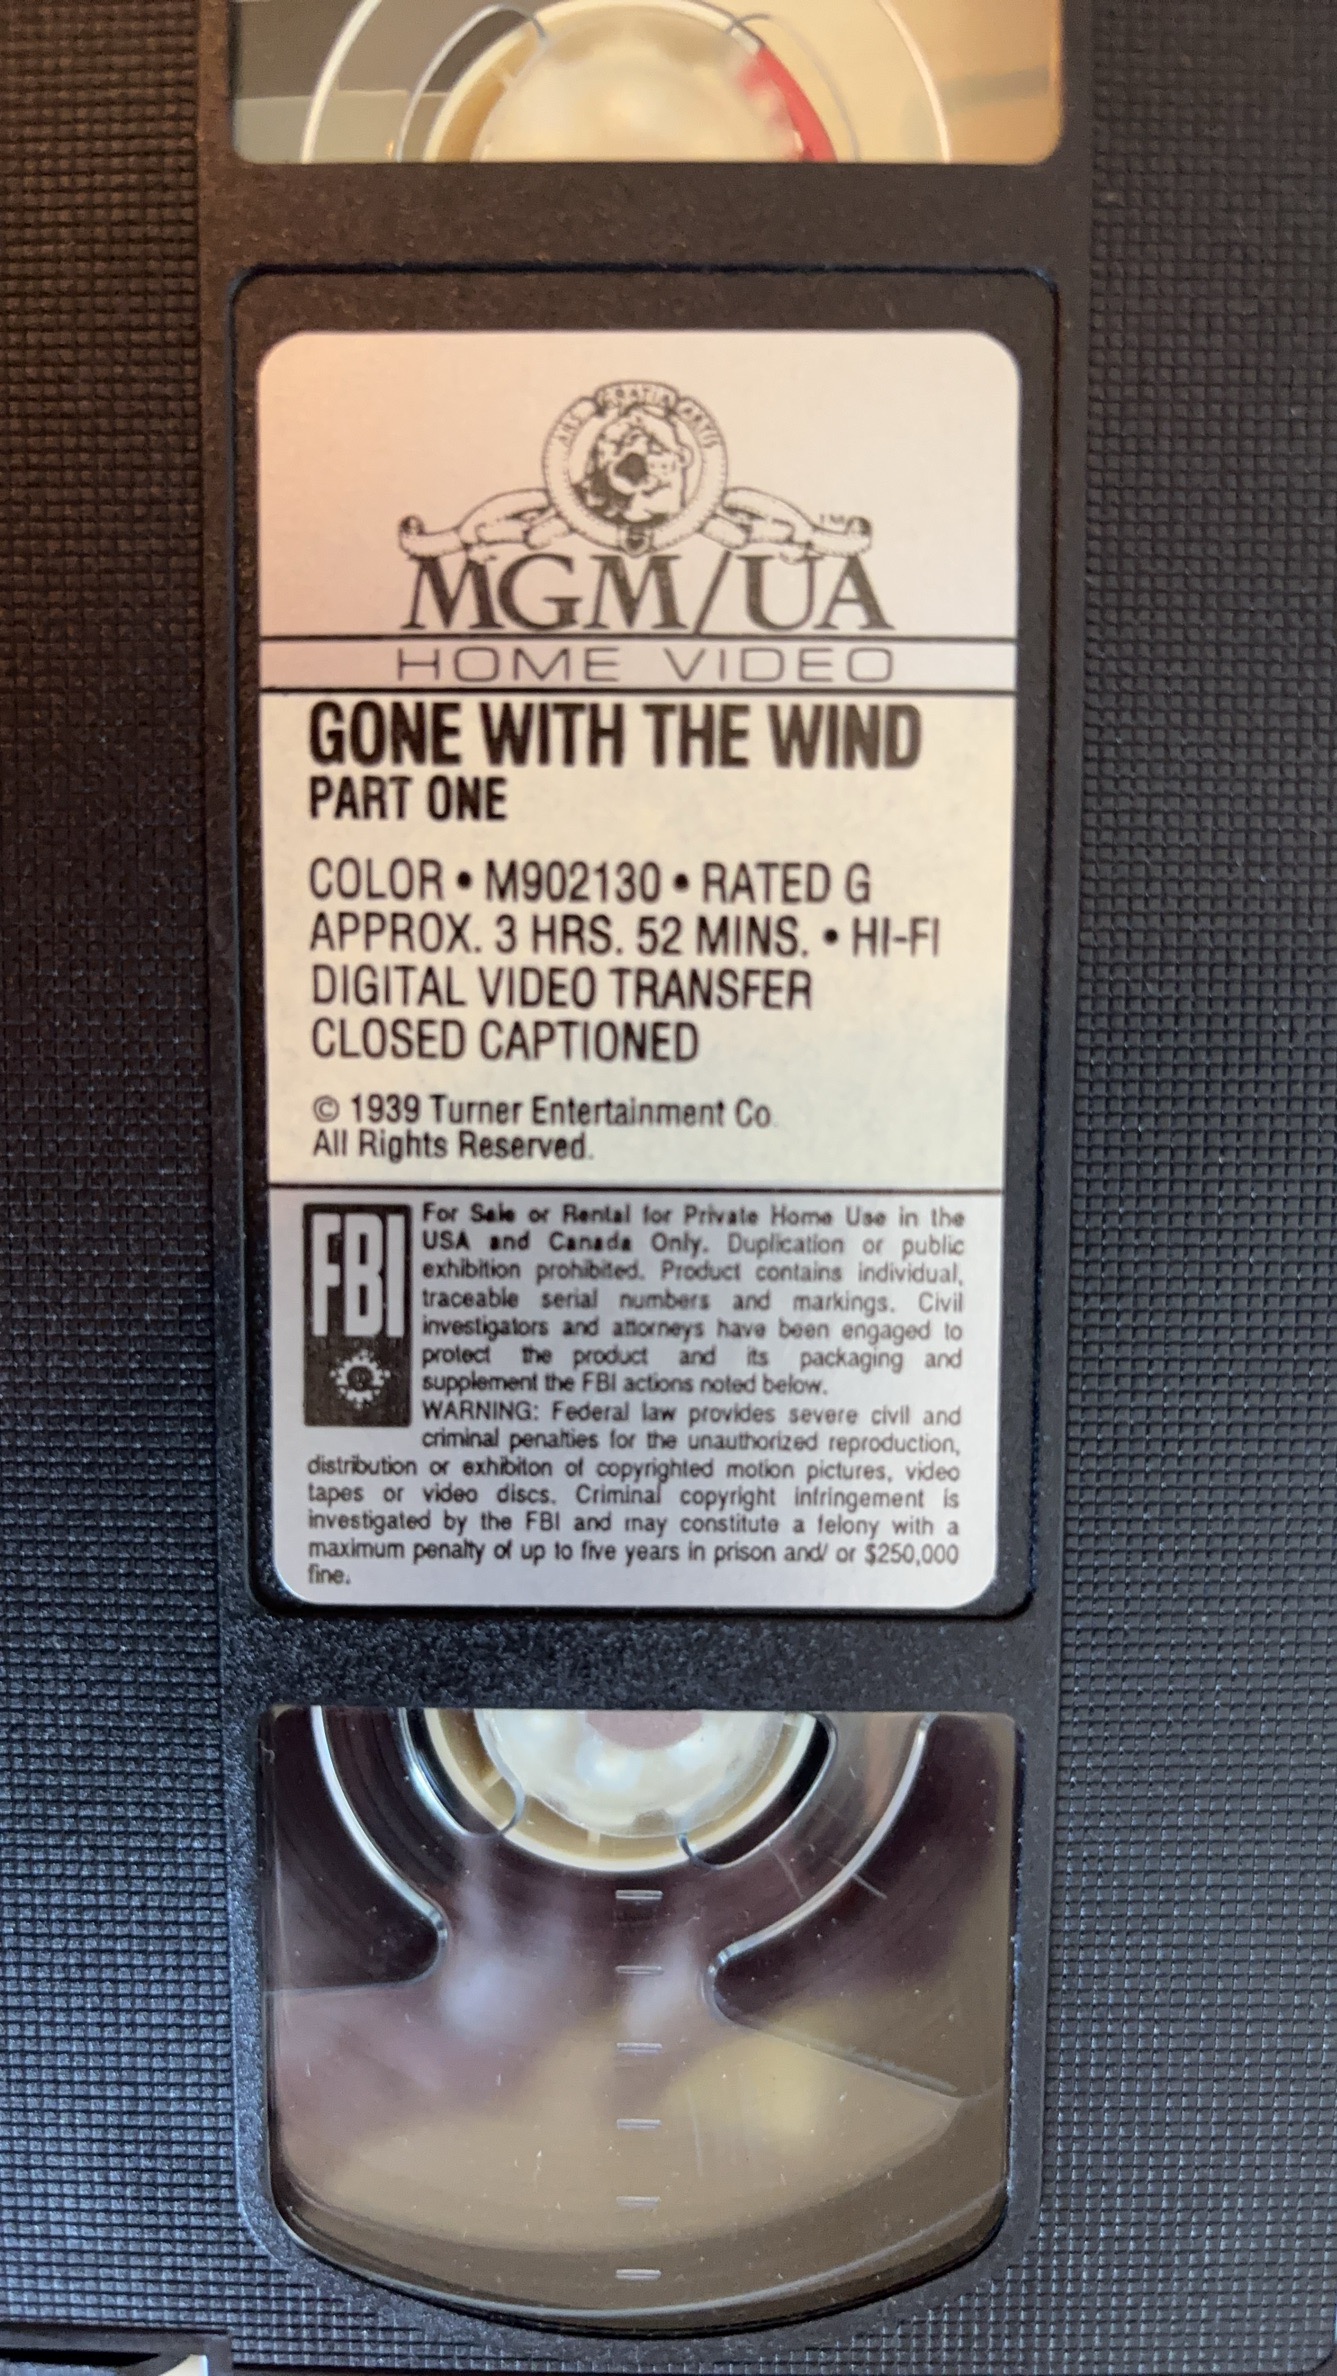 ARS GRATIA ARTIS
TM
MGM/UA
HOME VIDEO
GONE WITH THE WIND
PART ONE
COLOR • M902130 • RATED G
APPROX. 3 HRS. 52 MINS. • HI-FI
DIGITAL VIDEO TRANSFER
CLOSED CAPTIONED
© 1939 Turner Entertainment Co.
All Rights Reserved.
FBI
For Sale or Rental for Private Home Use in the
USA and Canada Only. Duplication or public
exhibition prohibited. Product contains individual,
traceable serial numbers and markings. Civil
investigators and attorneys have been engaged to
protect the product and its packaging and
supplement the FBI actions noted below.
WARNING: Federal law provides severe civil and
criminal penalties for the unauthorized reproduction,
distribution or exhibiton of copyrighted motion pictures, video
tapes or video discs. Criminal copyright infringement is
investigated by the FBI and may constitute a felony with a
maximum penalty of up to five years in prison and/ or $250,000
fine.